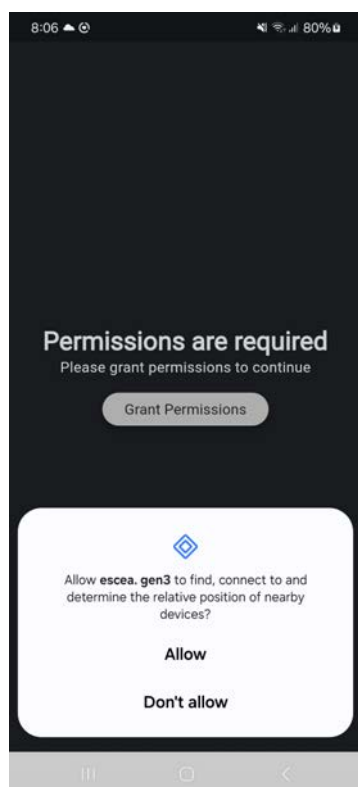 8:06
80%
Permissions are required
Please grant permissions to continue
Grant Permissions
Allow escea. gen3 to find, connect to and
determine the relative position of nearby
devices?
Allow
Don't allow